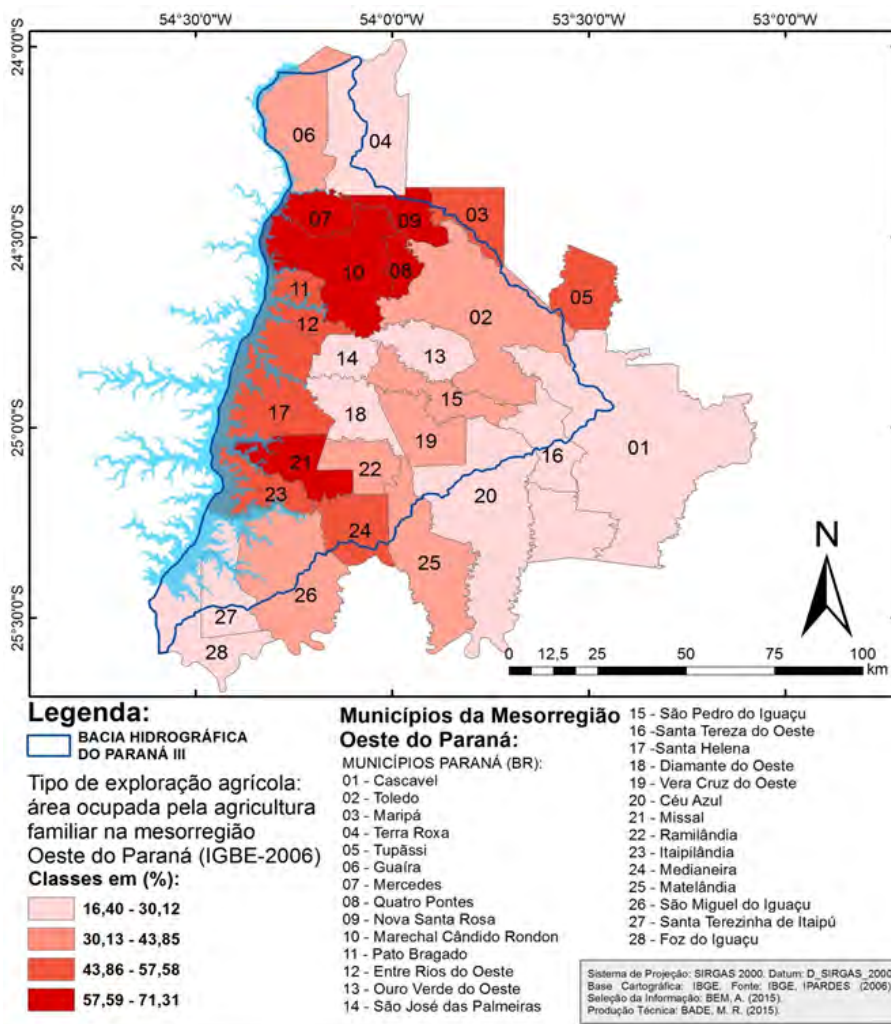 54°30'0"W 54°0'0"W 53°30'0"W 53°0'0"W
24°0'0"S
24°30'0"S
25°0'0"S
25°30'0"S
06
04
07
09
03
10
08
11
05
12
02
14
13
17
18
15
19
16
01
21
22
20
23
24
25
26
27
28
N
0 12,5 25 50 75 100
km
Legenda:
BACIA HIDROGRÁFICA
DO PARANÁ III
Tipo de exploração agrícola:
área ocupada pela agricultura
familiar na mesorregião
Oeste do Paraná (IGBE-2006)
Classes em (%):
16,40 - 30,12
30,13 - 43,85
43,86 - 57,58
57,59 - 71,31
Municípios da Mesorregião
Oeste do Paraná:
MUNICÍPIOS PARANÁ (BR):
01 - Cascavel
02 - Toledo
03 - Maripá
04 - Terra Roxa
05 - Tupãssi
06 - Guaíra
07 - Mercedes
08 - Quatro Pontes
09 - Nova Santa Rosa
10 - Marechal Cândido Rondon
11 - Pato Bragado
12 - Entre Rios do Oeste
13 - Ouro Verde do Oeste
14 - São José das Palmeiras
15 - São Pedro do Iguaçu
16 -Santa Tereza do Oeste
17 -Santa Helena
18 - Diamante do Oeste
19 - Vera Cruz do Oeste
20 - Céu Azul
21 - Missal
22 - Ramilândia
23 - Itaipilândia
24 - Medianeira
25 - Matelândia
26 - São Miguel do Iguaçu
27 - Santa Terezinha de Itaipú
28 - Foz do Iguaçu
Sistema de Projeção: SIRGAS 2000. Datum: D_SIRGAS_2000
Base Cartográfica: IBGE. Fonte: IBGE, IPARDES (2006)
Seleção da Informação: BEM, A. (2015).
Produção Técnica: BADE, M. R. (2015).